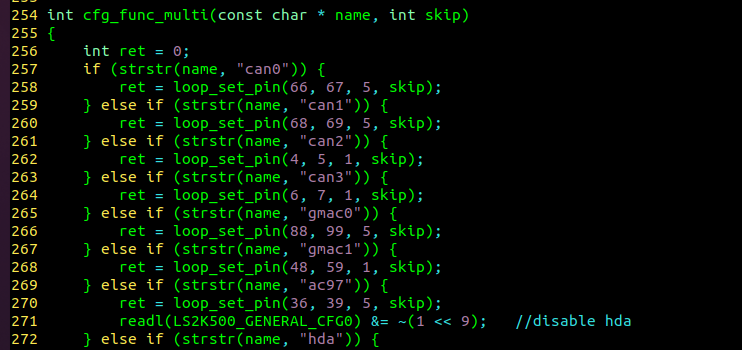 254 int cfg_func_multi(const char * name, int skip)
255 {
256     int ret = 0;
257     if (strstr(name, "can0")) {
258         ret = loop_set_pin(66, 67, 5, skip);
259     } else if (strstr(name, "can1")) {
260         ret = loop_set_pin(68, 69, 5, skip);
261     } else if (strstr(name, "can2")) {
262         ret = loop_set_pin(4, 5, 1, skip);
263     } else if (strstr(name, "can3")) {
264         ret = loop_set_pin(6, 7, 1, skip);
265     } else if (strstr(name, "gmac0")) {
266         ret = loop_set_pin(88, 99, 5, skip);
267     } else if (strstr(name, "gmac1")) {
268         ret = loop_set_pin(48, 59, 1, skip);
269     } else if (strstr(name, "ac97")) {
270         ret = loop_set_pin(36, 39, 5, skip);
271         readl(LS2K500_GENERAL_CFG0) &= ~(1 << 9);   //disable hda
272     } else if (strstr(name, "hda")) {